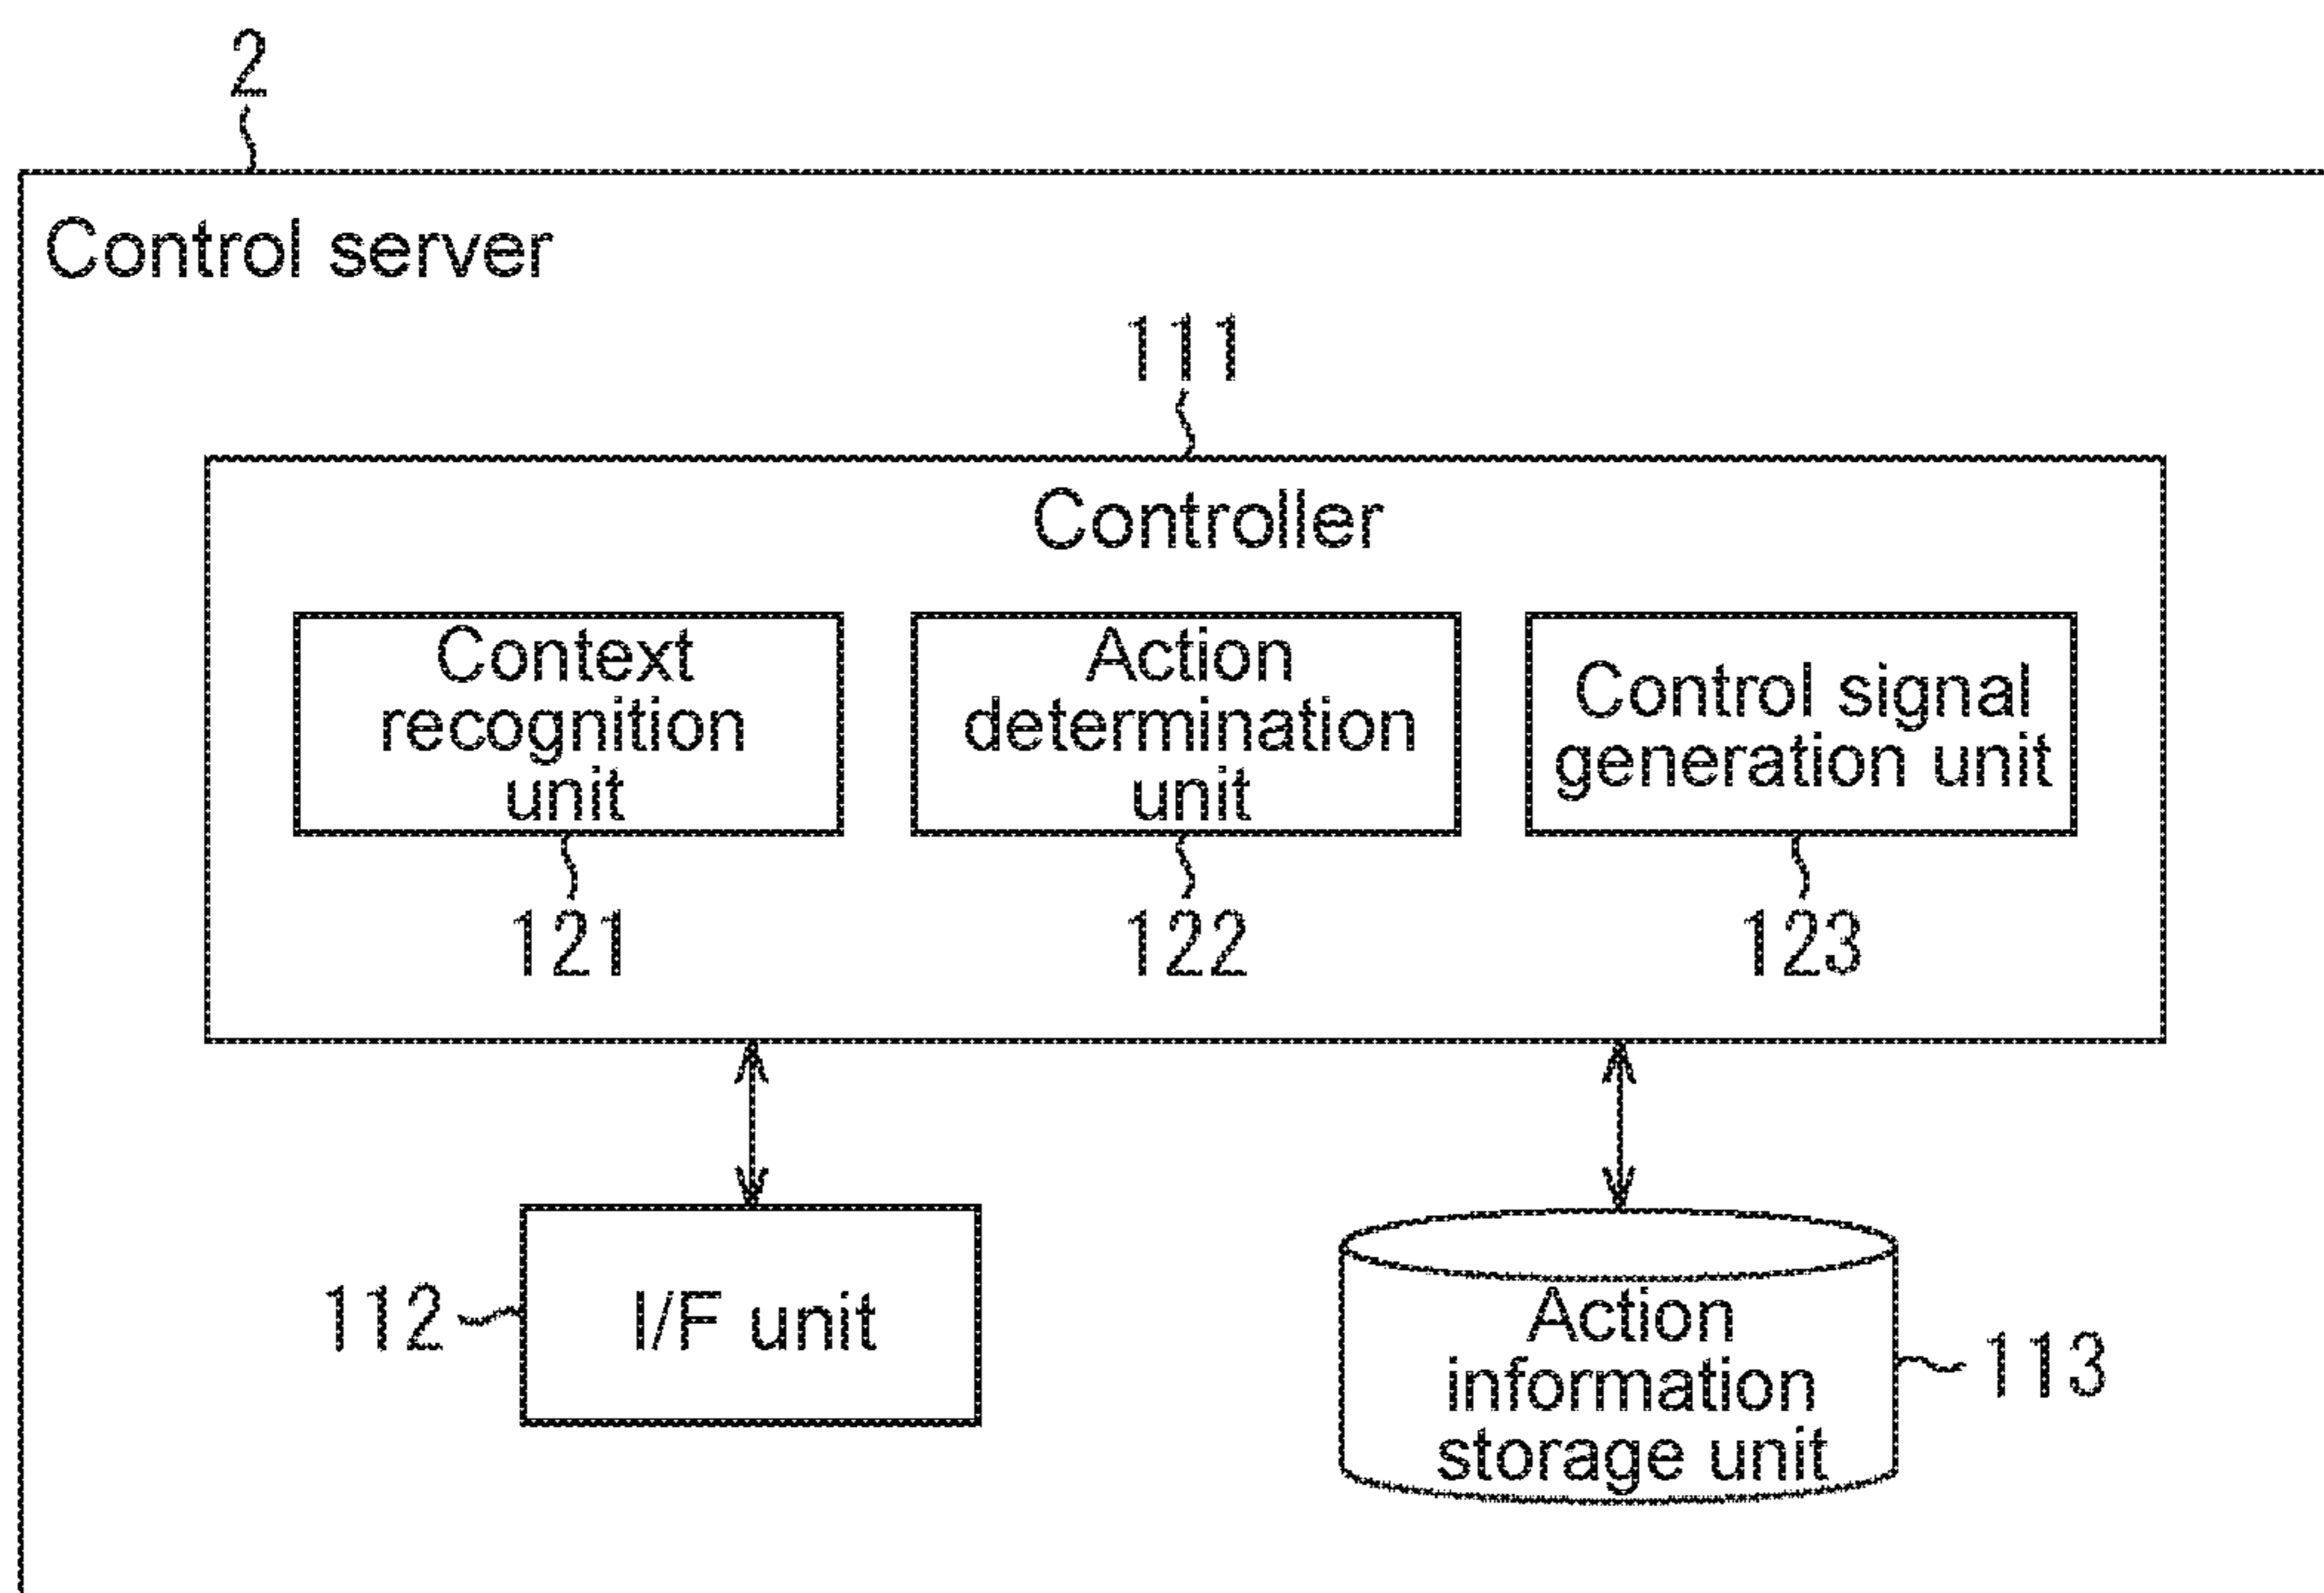 2
Control server
111
Controller
Context
recognition
unit
Action
determination
unit
Control signal
generation unit
121
122
123
112
I/F unit
Action
information
storage unit
113